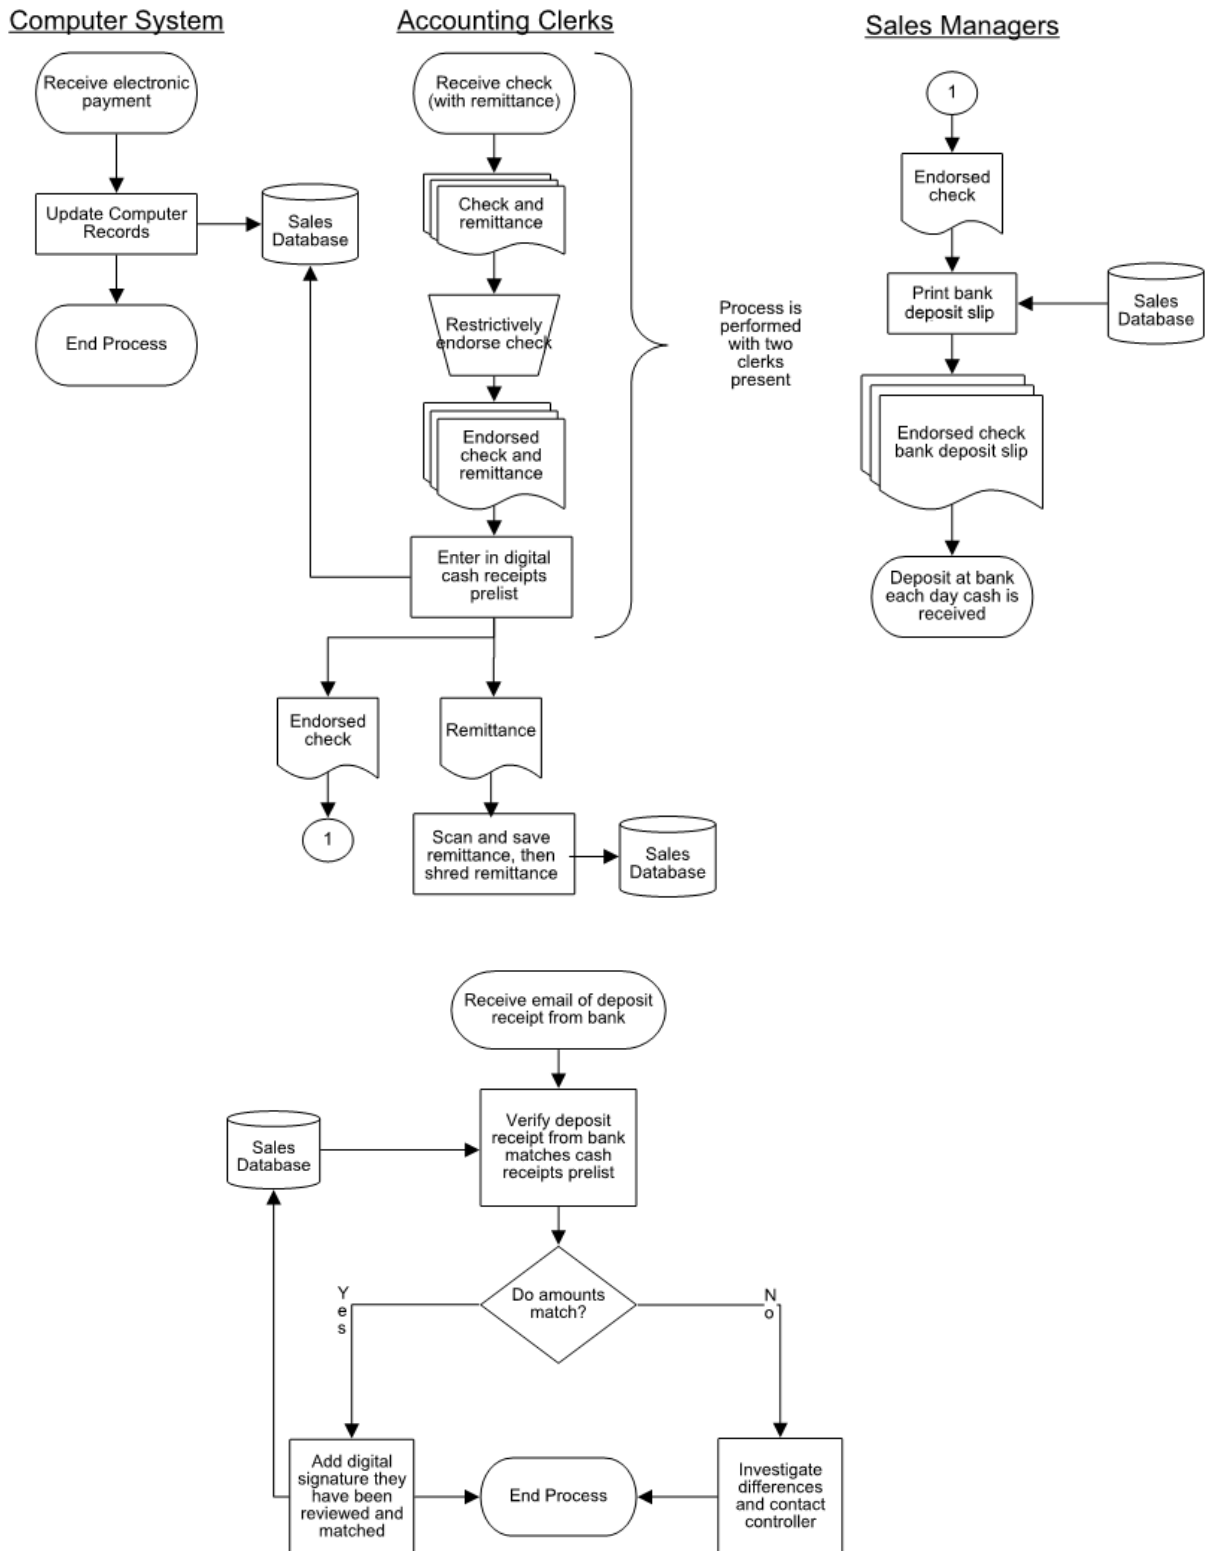 Computer System
Receive electronic
payment
Update Computer
Records
End Process
Sales
Database
Accounting Clerks
Receive check
(with remittance)
Check and
remittance
Restrictively
endorse check
Endorsed
check and
remittance
Enter in digital
cash receipts
prelist
Process is
performed
with two
clerks
present
Endorsed
check
1
Remittance
Scan and save
remittance, then
shred remittance
Sales
Database
Sales Managers
1
Endorsed
check
Print bank
deposit slip
Sales
Database
Endorsed check
bank deposit slip
Deposit at bank
each day cash is
received
Receive email of deposit
receipt from bank
Verify deposit
receipt from bank
matches cash
receipts prelist
Sales
Database
Do amounts
match?
Yes
No
Add digital
signature they
have been
reviewed and
matched
End Process
Investigate
differences
and contact
controller